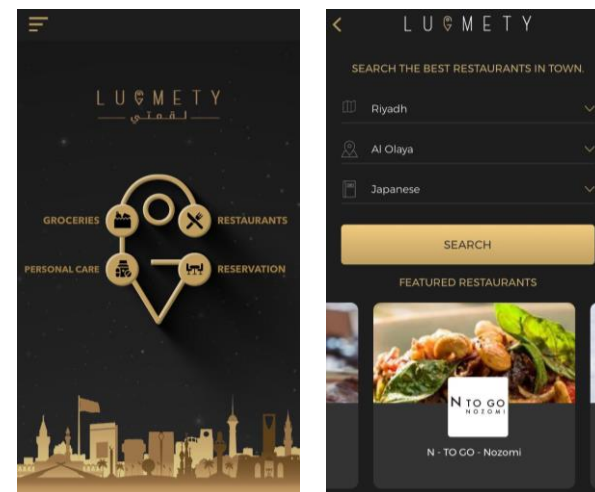 LUGMETY
لقمتي
GROCERIES
RESTAURANTS
PERSONAL CARE
RESERVATION
LUGMETY
SEARCH THE BEST RESTAURANTS IN TOWN.
Riyadh
Al Olaya
Japanese
SEARCH
FEATURED RESTAURANTS
N TO GO
NOZOMI
N - TO GO - Nozomi